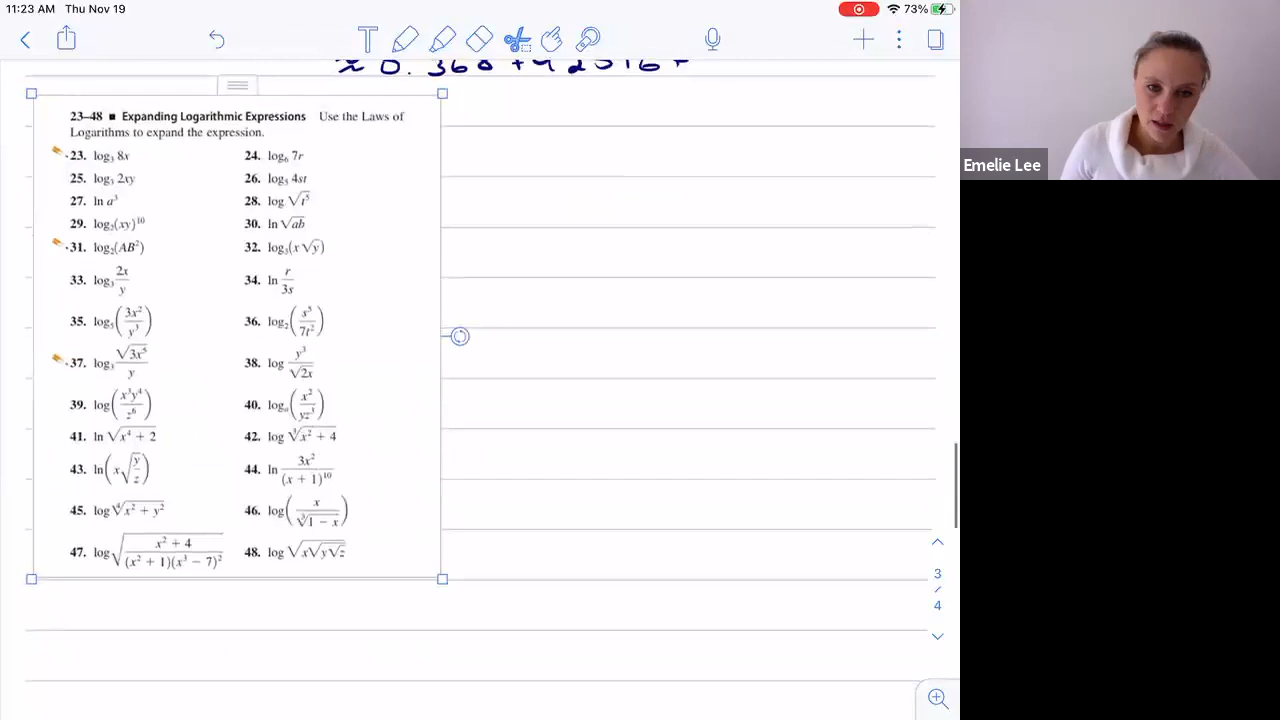 11:23 AM Thu Nov 19
73%
23–48 ■ Expanding Logarithmic Expressions Use the Laws of
Logarithms to expand the expression.
23. log₃ 8x 24. log₆ 7r
25. log₃ 2xy 26. log₅ 4st
27. ln a³ 28. log √t⁵
29. log₂(xy)¹⁰ 30. ln √ab
31. log₂(AB²) 32. log₃(x√y)
33. log₃ 2x/y 34. ln r/3s
35. log₅(3x²/y³) 36. log₂(s⁵/7t²)
37. log₃ √3x⁵/y 38. log y³/√2x
39. log(x³y⁴/z⁶) 40. logₐ(x²/yz³)
41. ln √x⁴ + 2 42. log ∛x² + 4
43. ln(x√y/z) 44. ln 3x²/(x + 1)¹⁰
45. log ∜x² + y² 46. log(x/∛1 − x)
47. log √x² + 4/(x² + 1)(x³ − 7)² 48. log √x√y√z
3
/
4
Emelie Lee